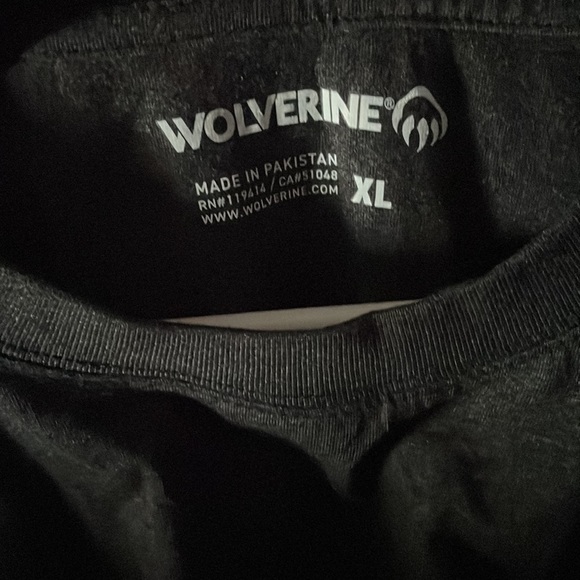 WOLVERINE®
MADE IN PAKISTAN
RN#119414 / CA#51048
WWW.WOLVERINE.COM
XL